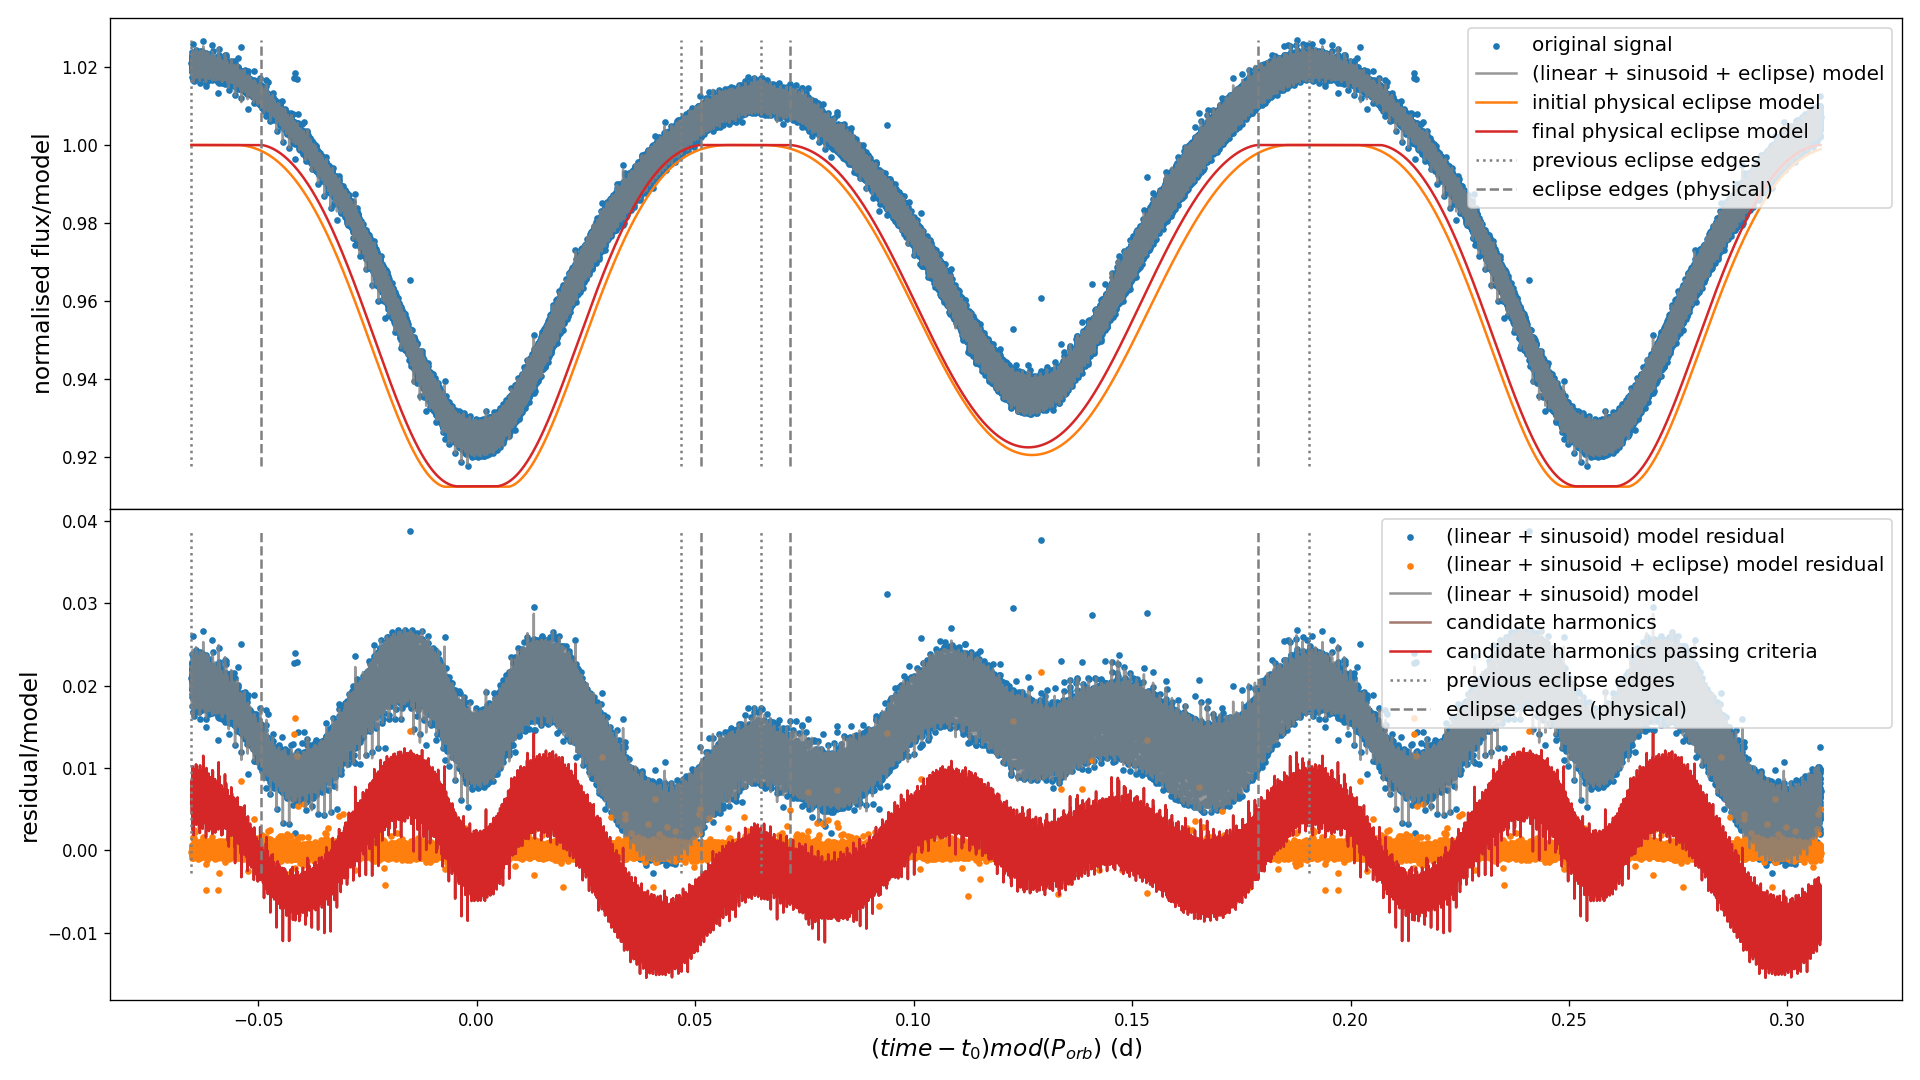 normalised flux/model
1.02
1.00
0.98
0.96
0.94
0.92
original signal
(linear + sinusoid + eclipse) model
initial physical eclipse model
final physical eclipse model
previous eclipse edges
eclipse edges (physical)
residual/model
0.04
0.03
0.02
0.01
0.00
−0.01
(linear + sinusoid) model residual
(linear + sinusoid + eclipse) model residual
(linear + sinusoid) model
candidate harmonics
candidate harmonics passing criteria
previous eclipse edges
eclipse edges (physical)
−0.05 0.00 0.05 0.10 0.15 0.20 0.25 0.30
(time − t₀)mod(Pₒᵣb) (d)